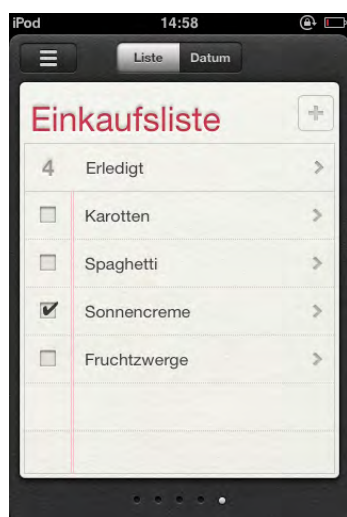 iPod 14:58
Liste Datum
Einkaufsliste
4 Erledigt
Karotten
Spaghetti
Sonnencreme
Fruchtzwerge